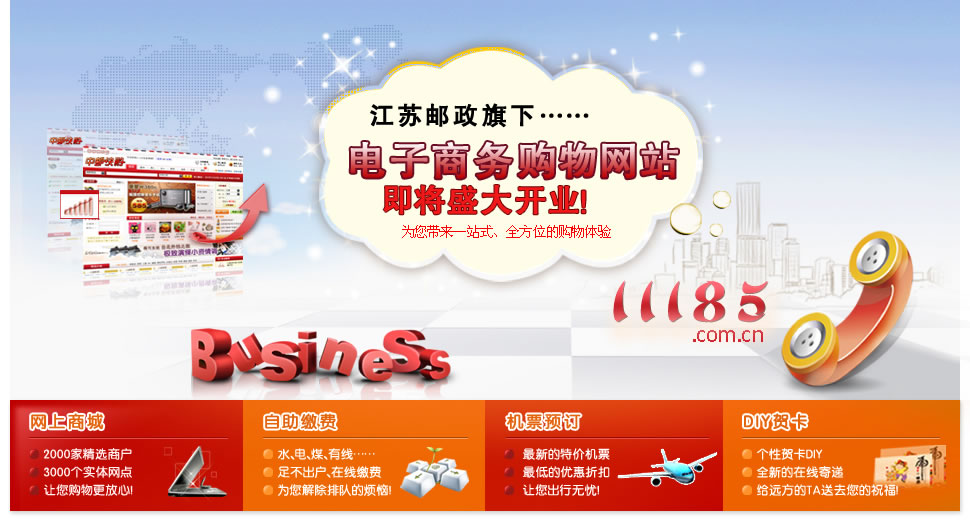 江苏邮政旗下……
电子商务购物网站
即将盛大开业!
为您带来一站式、全方位的购物体验
11185
.com.cn
Business
网上商城
2000家精选商户
3000个实体网点
让您购物更放心!
自助缴费
水、电、煤、有线……
足不出户、在线缴费
为您解除排队的烦恼!
机票预订
最新的特价机票
最低的优惠折扣
让您出行无忧!
DIY贺卡
个性贺卡DIY
全新的在线寄递
给远方的TA送去您的祝福!